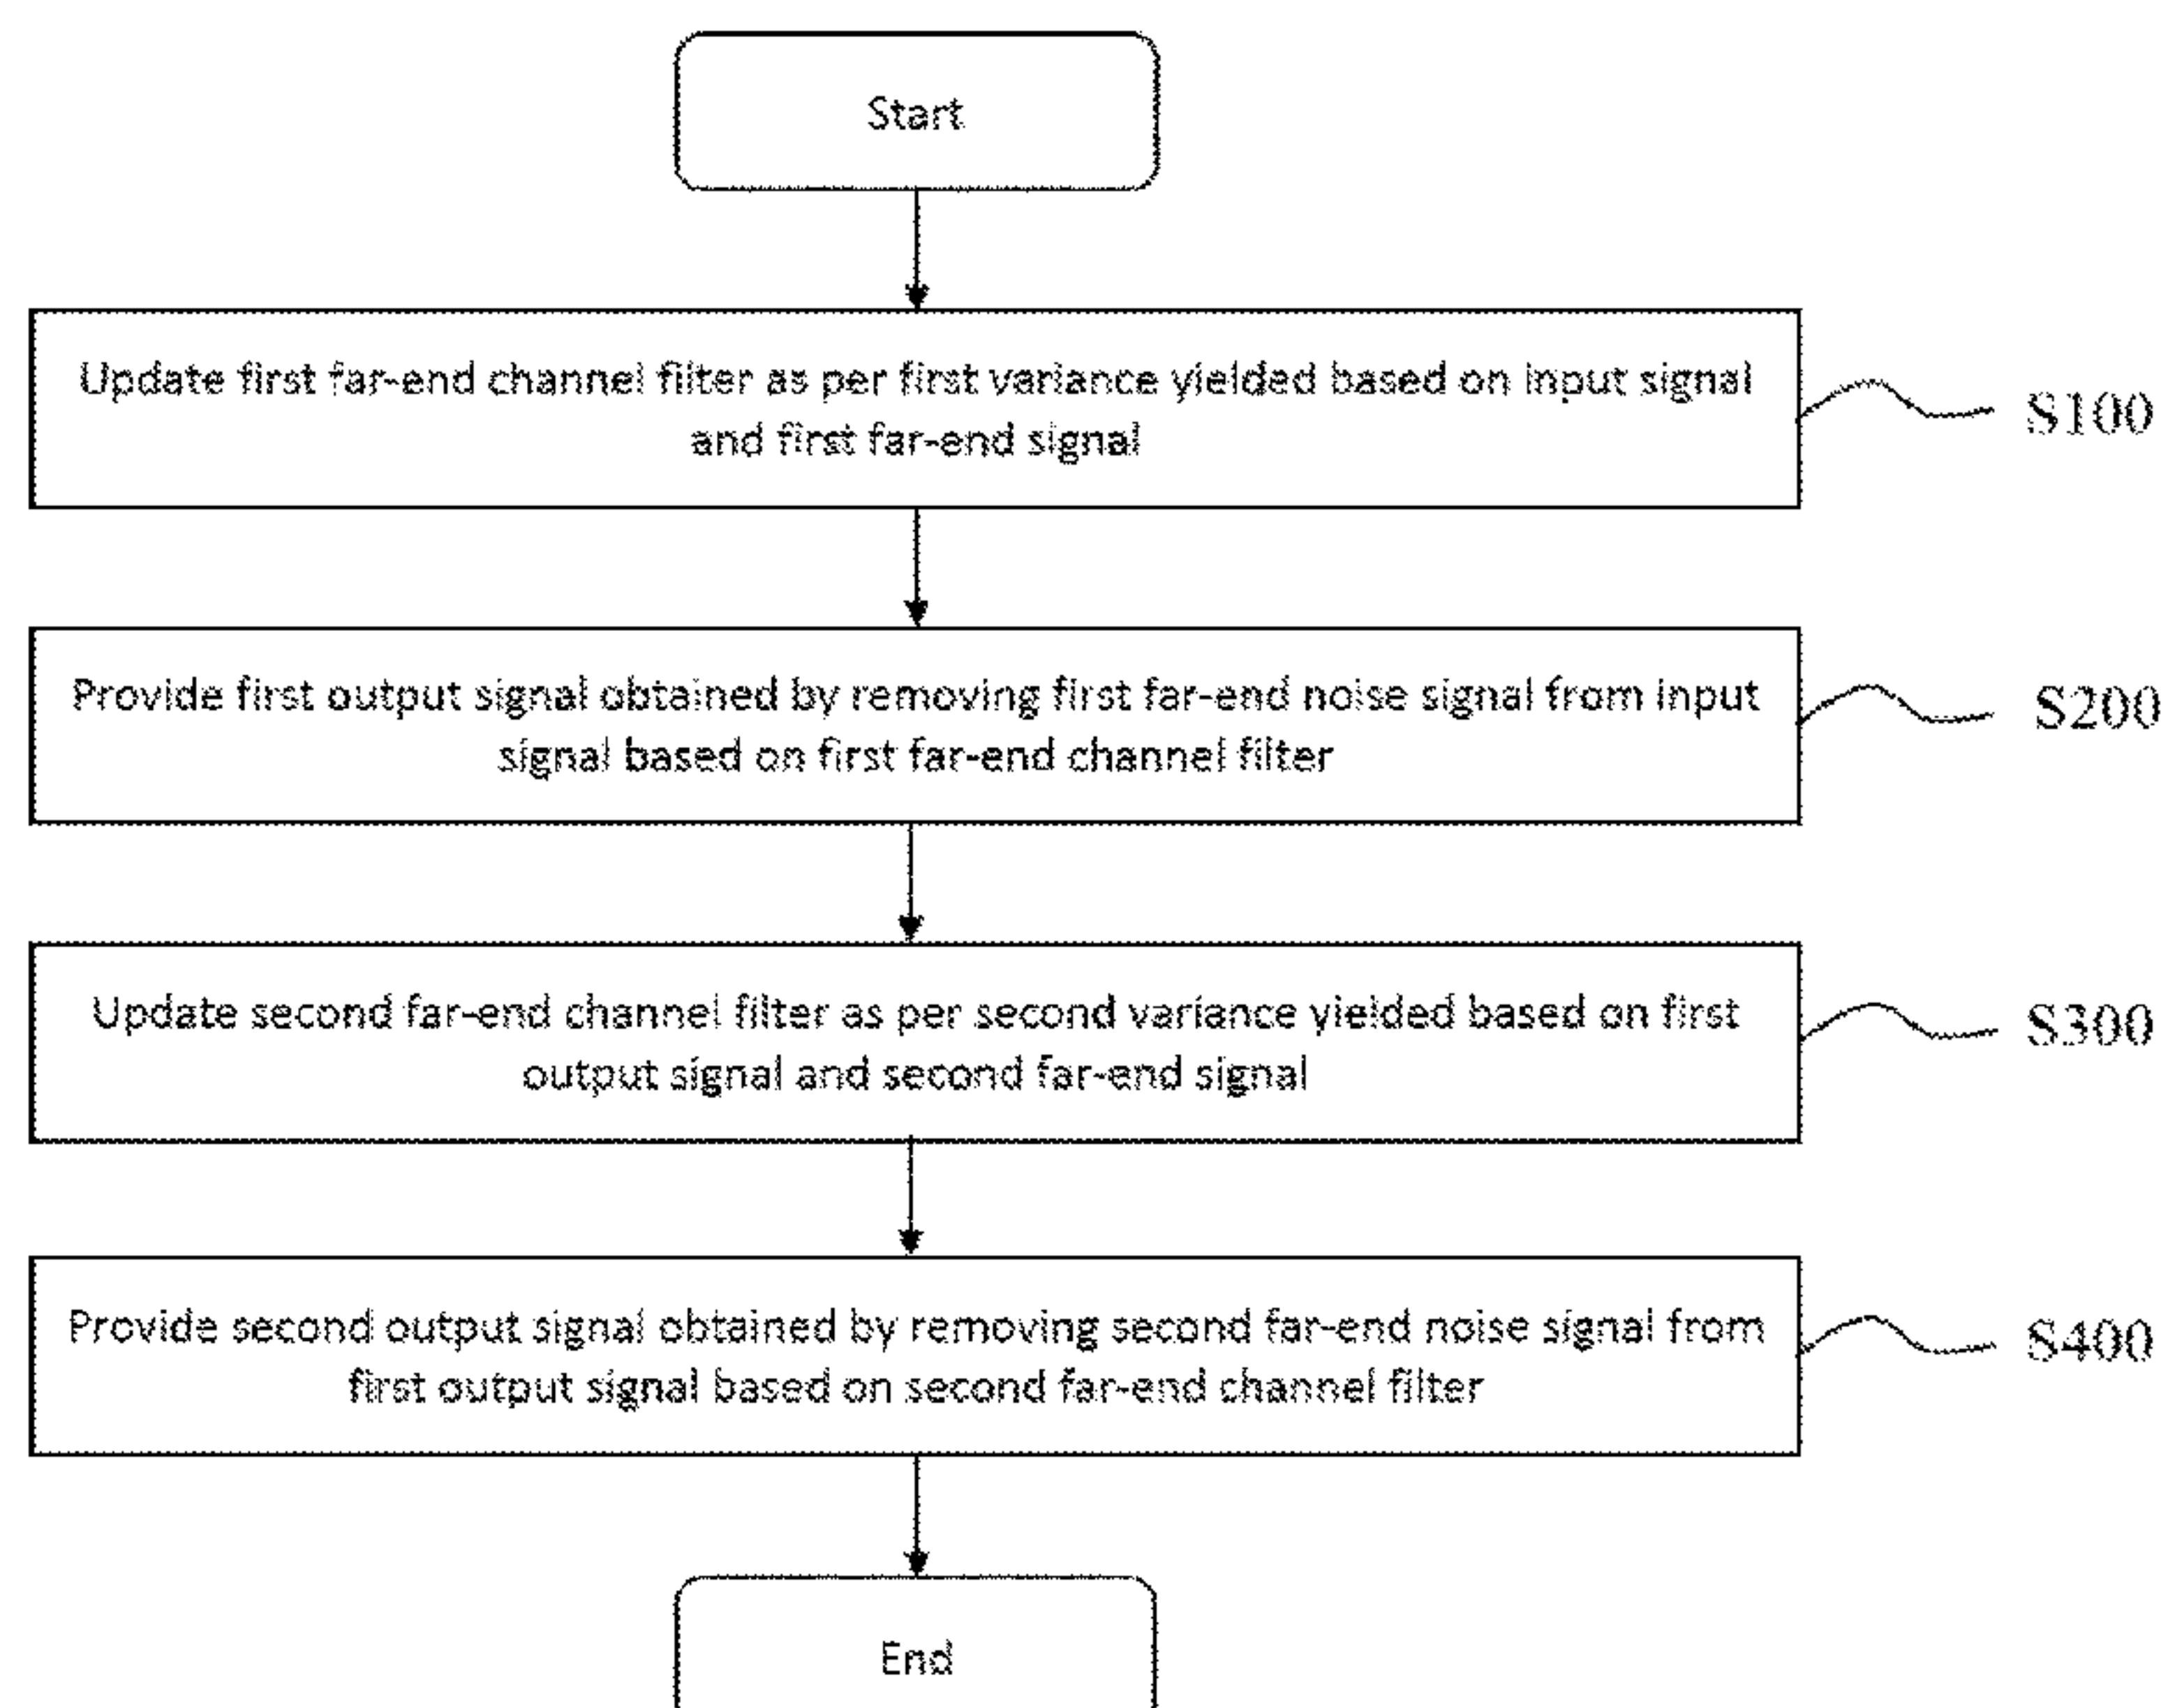 Start
Update first far-end channel filter as per first variance yielded based on input signal
and first far-end signal
S100
Provide first output signal obtained by removing first far-end noise signal from input
signal based on first far-end channel filter
S200
Update second far-end channel filter as per second variance yielded based on first
output signal and second far-end signal
S300
Provide second output signal obtained by removing second far-end noise signal from
first output signal based on second far-end channel filter
S400
End